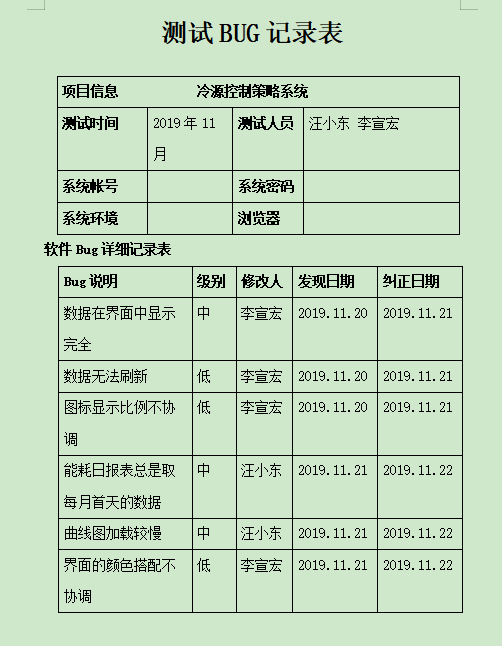 测试 BUG 记录表
项目信息 冷源控制策略系统
测试时间 2019 年 11 月 测试人员 汪小东 李宣宏
系统帐号 系统密码
系统环境 浏览器
软件 Bug 详细记录表
Bug 说明 级别 修改人 发现日期 纠正日期
数据在界面中显示 中 李宣宏 2019.11.20 2019.11.21
完全
数据无法刷新 低 李宣宏 2019.11.20 2019.11.21
图标显示比例不协 低 李宣宏 2019.11.20 2019.11.21
调
能耗日报表总是取 中 汪小东 2019.11.21 2019.11.22
每月首天的数据
曲线图加载较慢 中 汪小东 2019.11.21 2019.11.22
界面的颜色搭配不 低 李宣宏 2019.11.21 2019.11.22
协调